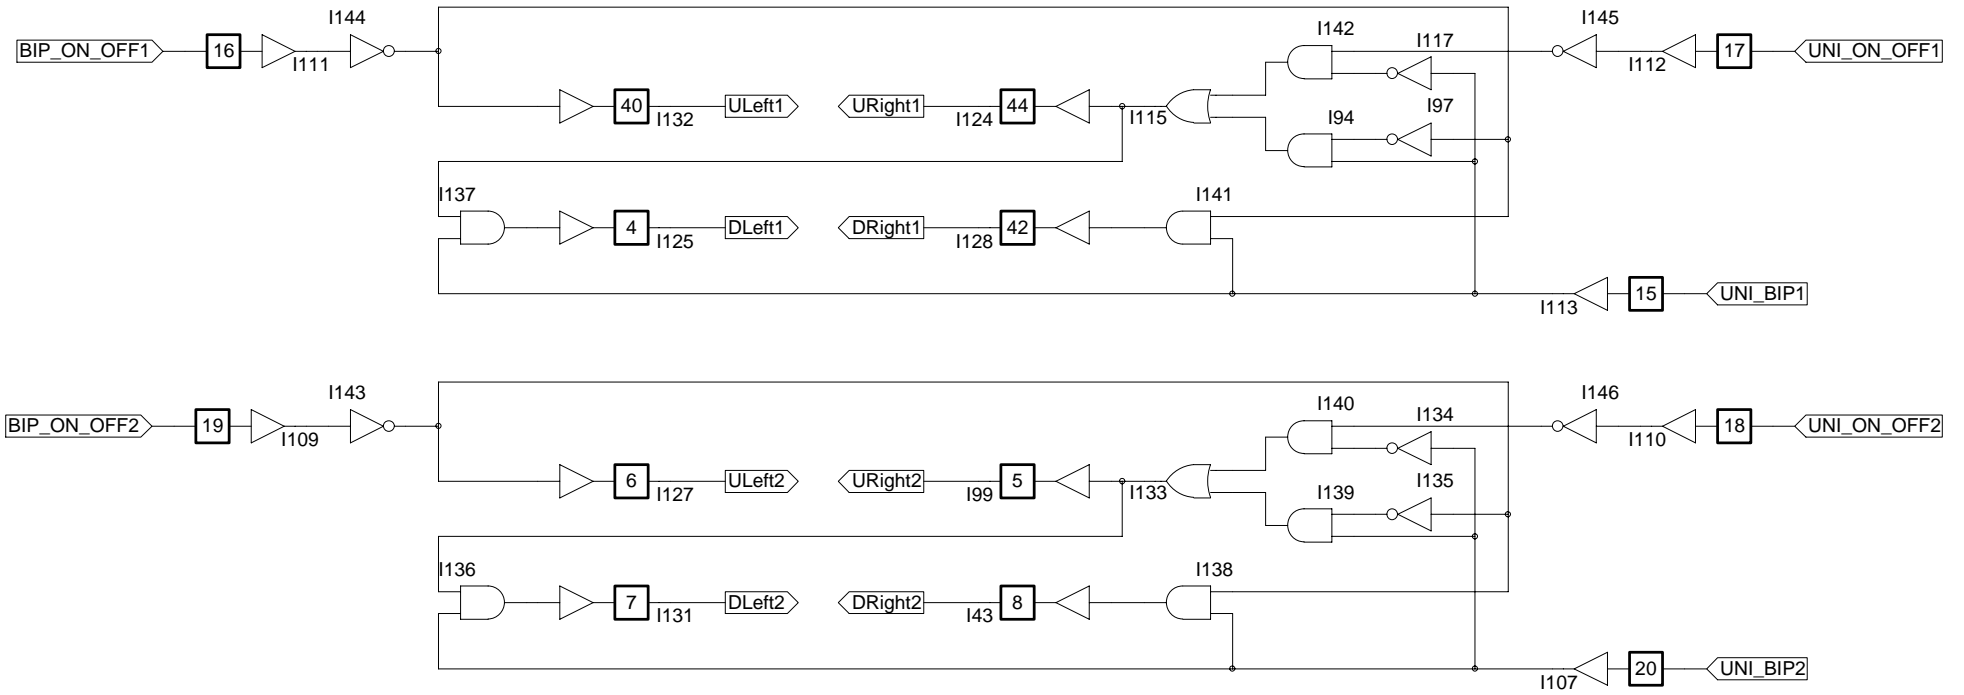 I144
I145
I142
I117
BIP_ON_OFF1 16 I111 I112 17 UNI_ON_OFF1
I94 I97
40 I132 ULeft1 URight1 I124 44 I115
I137 I141
4 I125 DLeft1 DRight1 I128 42
I113 15 UNI_BIP1
I143
I146
I140
I134
BIP_ON_OFF2 19 I109 I110 18 UNI_ON_OFF2
I139 I135
6 I127 ULeft2 URight2 I99 5 I133
I136 I138
7 I131 DLeft2 DRight2 I43 8
I107 20 UNI_BIP2